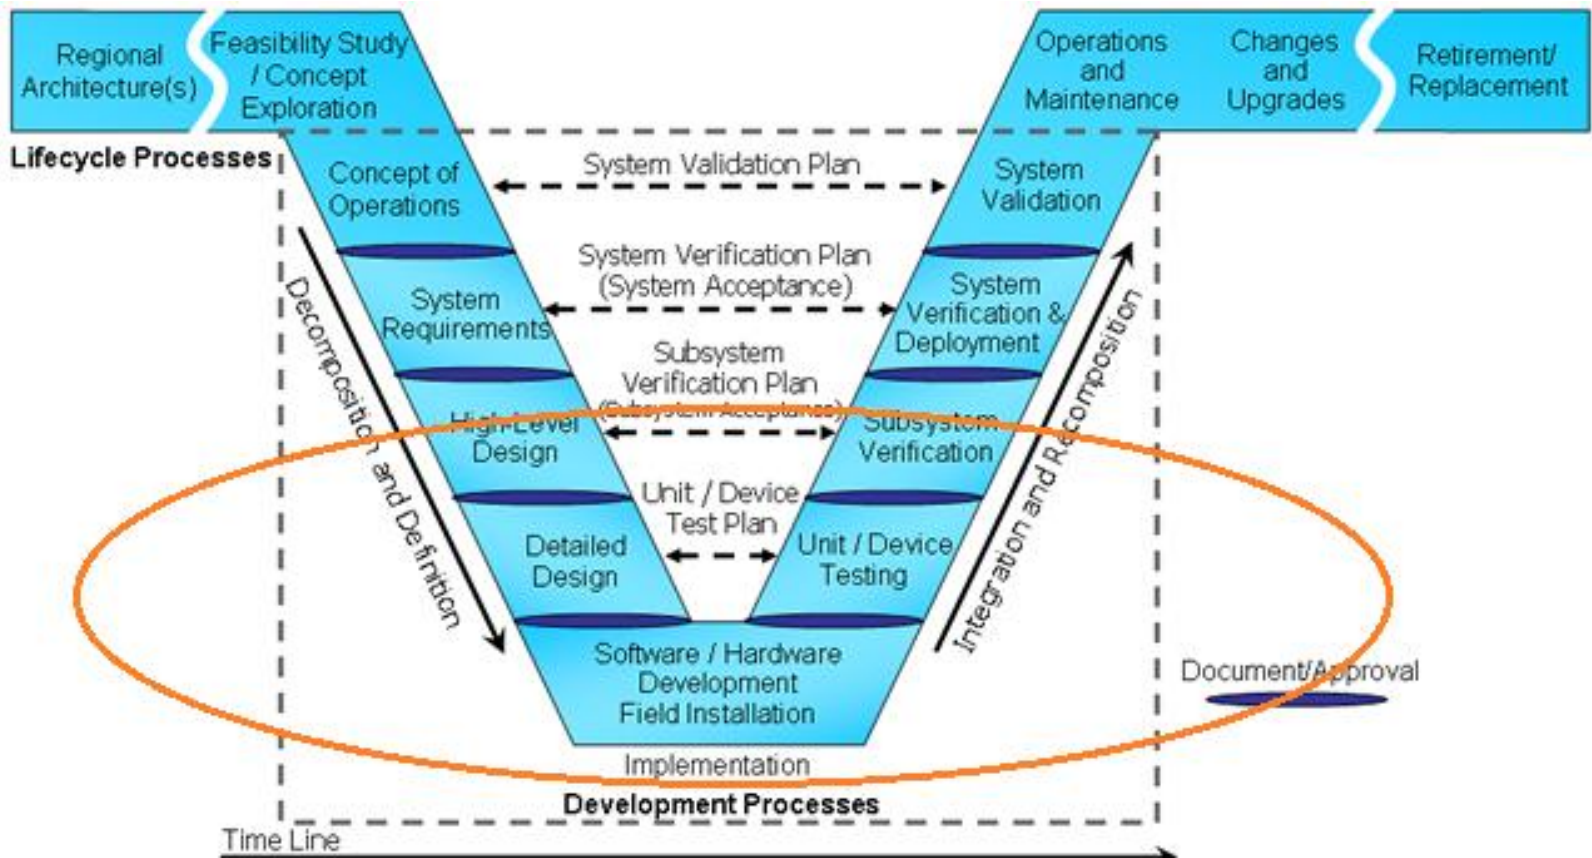 Regional
Architecture(s)
Feasibility Study
/ Concept
Exploration
Operations
and
Maintenance
Changes
and
Upgrades
Retirement/
Replacement
Lifecycle Processes
Concept of
Operations
System Validation Plan
System
Validation
Decomposition and Definition
System
Requirements
System Verification Plan
(System Acceptance)
System
Verification &
Deployment
High-Level
Design
Subsystem
Verification Plan
(Subsystem Acceptance)
Subsystem
Verification
Integration and Recomposition
Detailed
Design
Unit / Device
Test Plan
Unit / Device
Testing
Software / Hardware
Development
Field Installation
Document/Approval
Implementation
Development Processes
Time Line